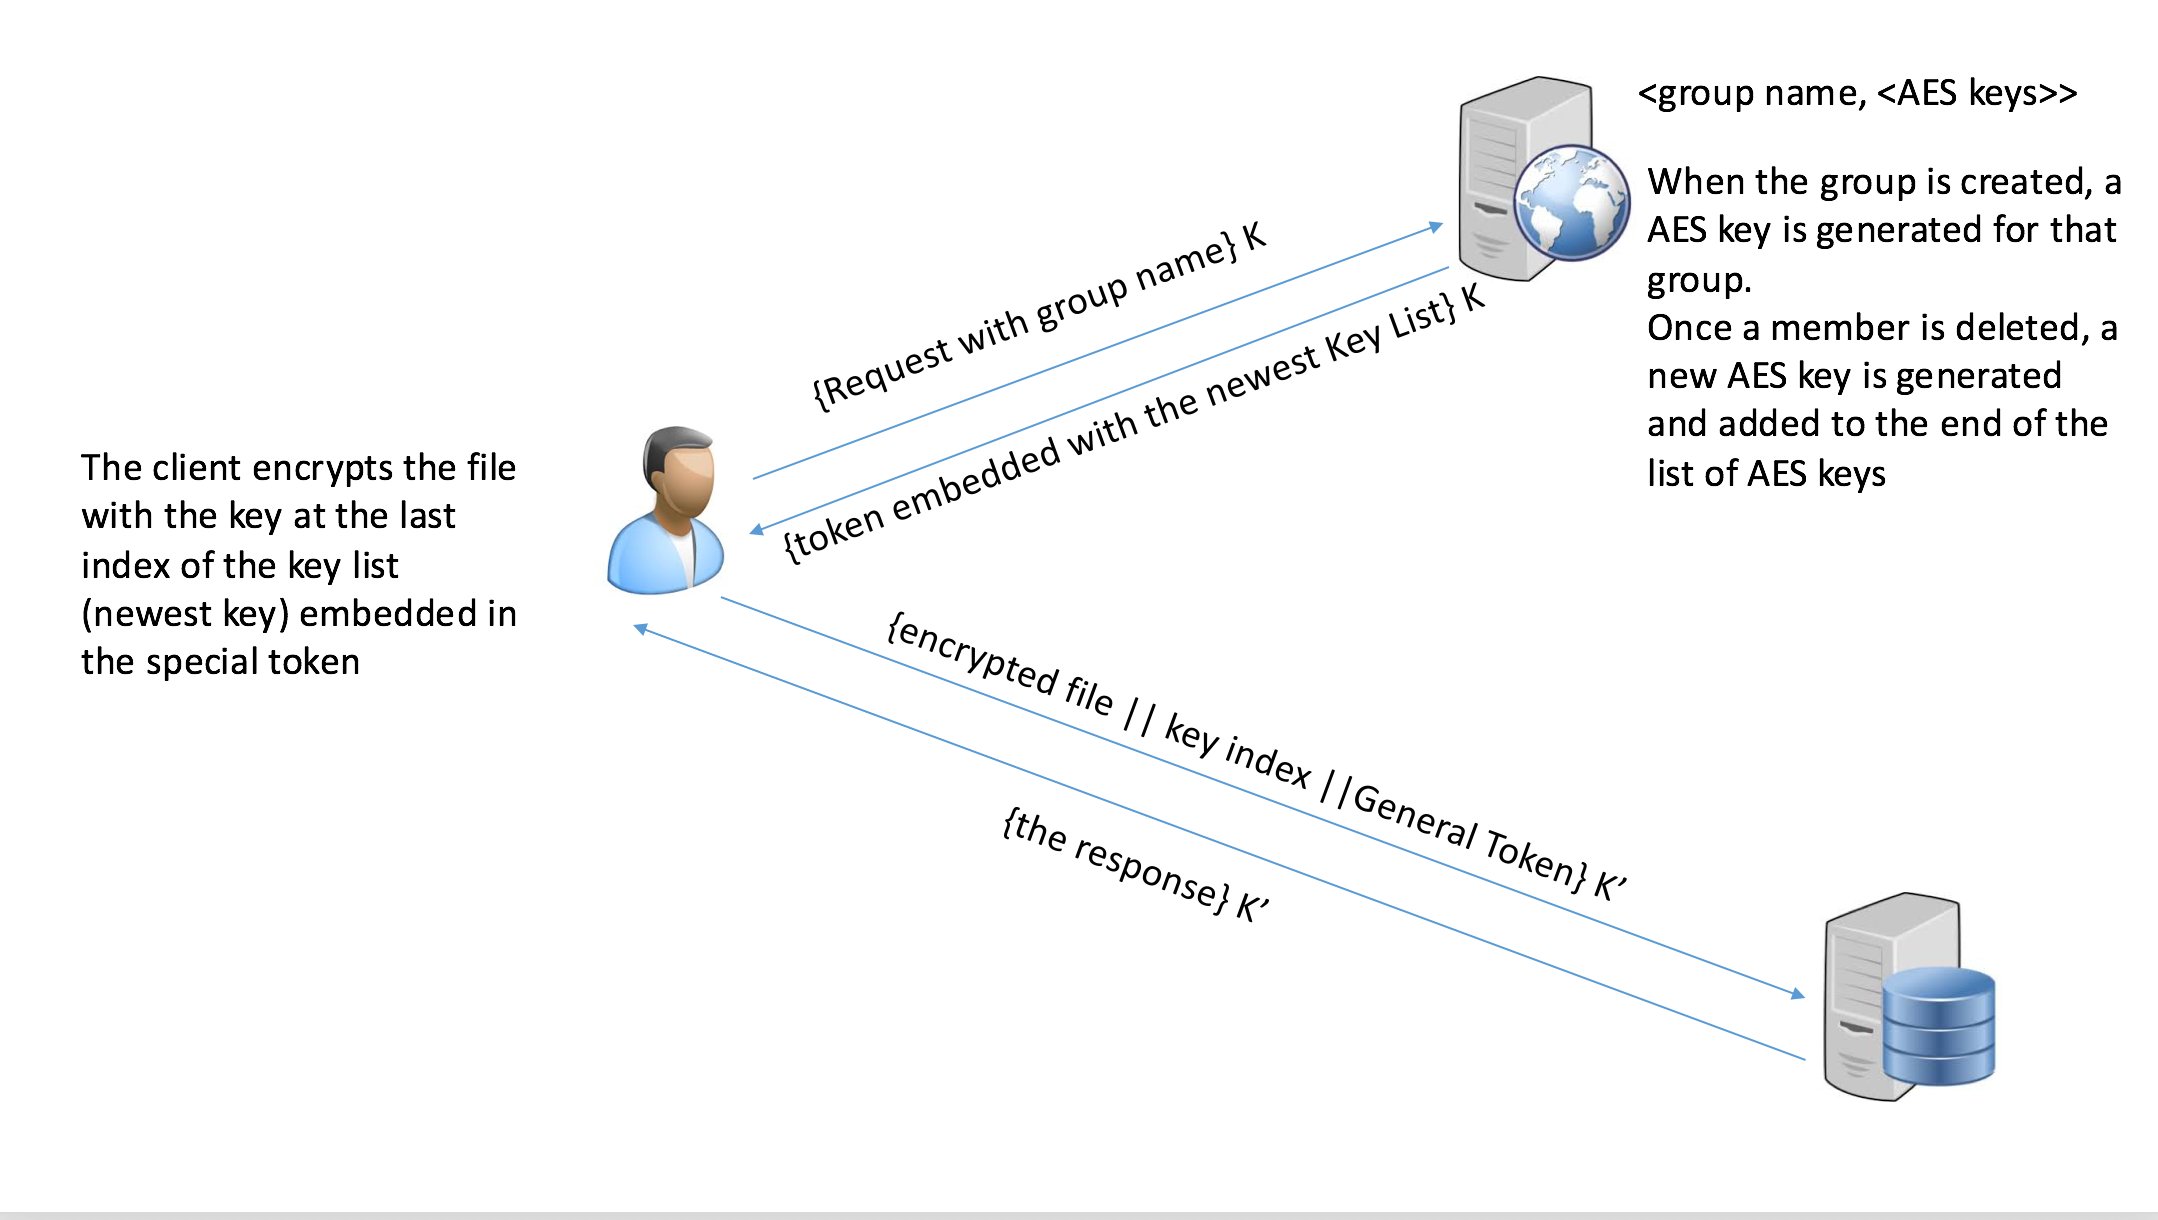 <group name, <AES keys>>
When the group is created, a
AES key is generated for that
group.
Once a member is deleted, a
new AES key is generated
and added to the end of the
list of AES keys
{Request with group name} K
{token embedded with the newest Key List} K
The client encrypts the file
with the key at the last
index of the key list
(newest key) embedded in
the special token
{encrypted file || key index ||General Token} K’
{the response} K’